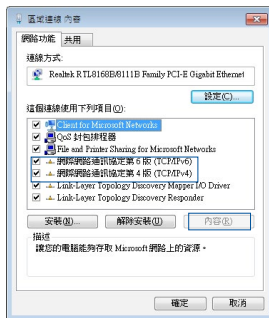 區域連線 內容
網路功能 共用
連線方式:
Realtek RTL8168B/8111B Family PCI-E Gigabit Ethernet
設定(C)...
這個連線使用下列項目(O):
Client for Microsoft Networks
QoS 封包排程器
File and Printer Sharing for Microsoft Networks
網際網路通訊協定第 6 版 (TCP/IPv6)
網際網路通訊協定第 4 版 (TCP/IPv4)
Link-Layer Topology Discovery Mapper I/O Driver
Link-Layer Topology Discovery Responder
安裝(N)... 解除安裝(U) 內容(R)
描述
讓您的電腦能夠存取 Microsoft 網路上的資源。
確定 取消